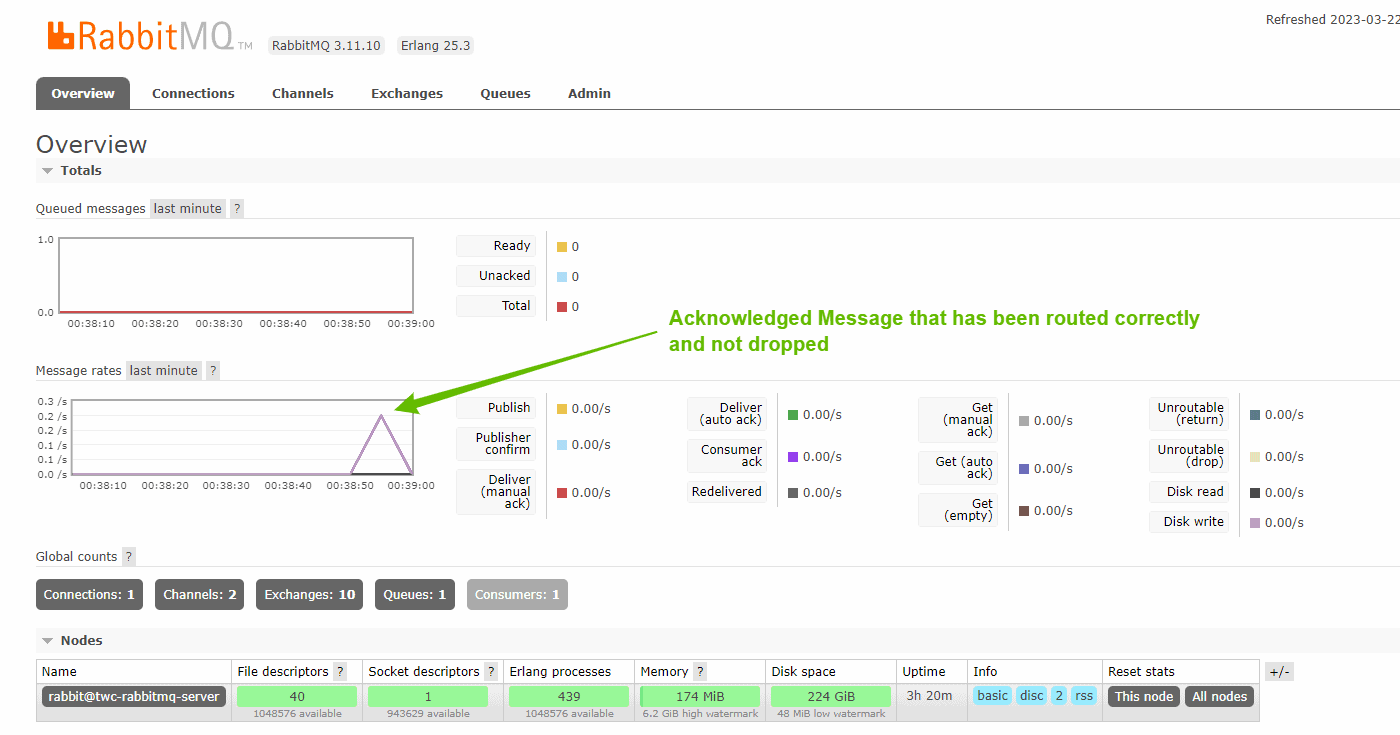 Refreshed 2023-03-22
RabbitMQ TM RabbitMQ 3.11.10 Erlang 25.3
Overview Connections Channels Exchanges Queues Admin
Overview
Totals
Queued messages last minute ?
1.0
0.0
00:38:10 00:38:20 00:38:30 00:38:40 00:38:50 00:39:00
Ready 0
Unacked 0
Total 0
Acknowledged Message that has been routed correctly
and not dropped
Message rates last minute ?
0.3 /s
0.2 /s
0.2 /s
0.1 /s
0.1 /s
0.0 /s
00:38:10 00:38:20 00:38:30 00:38:40 00:38:50 00:39:00
Publish 0.00/s
Publisher
confirm 0.00/s
Deliver
(manual
ack) 0.00/s
Deliver
(auto ack) 0.00/s
Consumer
ack 0.00/s
Redelivered 0.00/s
Get
(manual
ack) 0.00/s
Get (auto
ack) 0.00/s
Get
(empty) 0.00/s
Unroutable
(return) 0.00/s
Unroutable
(drop) 0.00/s
Disk read 0.00/s
Disk write 0.00/s
Global counts ?
Connections: 1 Channels: 2 Exchanges: 10 Queues: 1 Consumers: 1
Nodes
Name File descriptors ? Socket descriptors ? Erlang processes Memory ? Disk space Uptime Info Reset stats +/-
rabbit@twc-rabbitmq-server 40 1 439 174 MiB 224 GiB 3h 20m basic disc 2 rss This node All nodes
1048576 available 943629 available 1048576 available 6.2 GiB high watermark 48 MiB low watermark